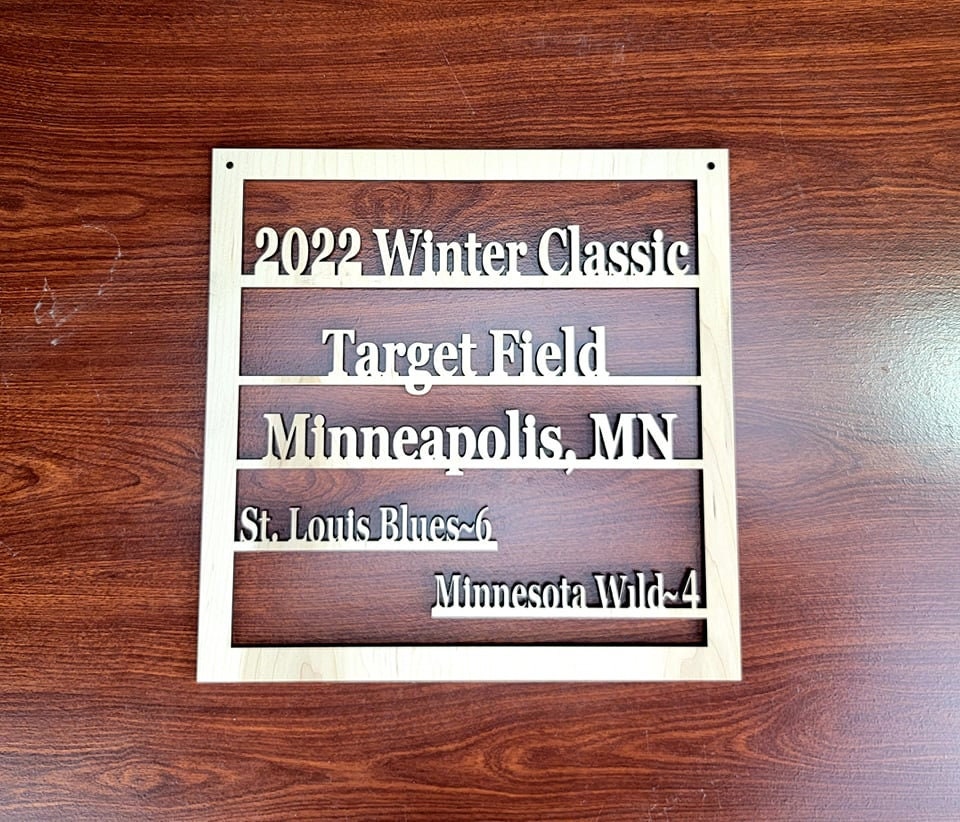 2022 Winter Classic
Target Field
Minneapolis, MN
St. Louis Blues~6
Minnesota Wild~4